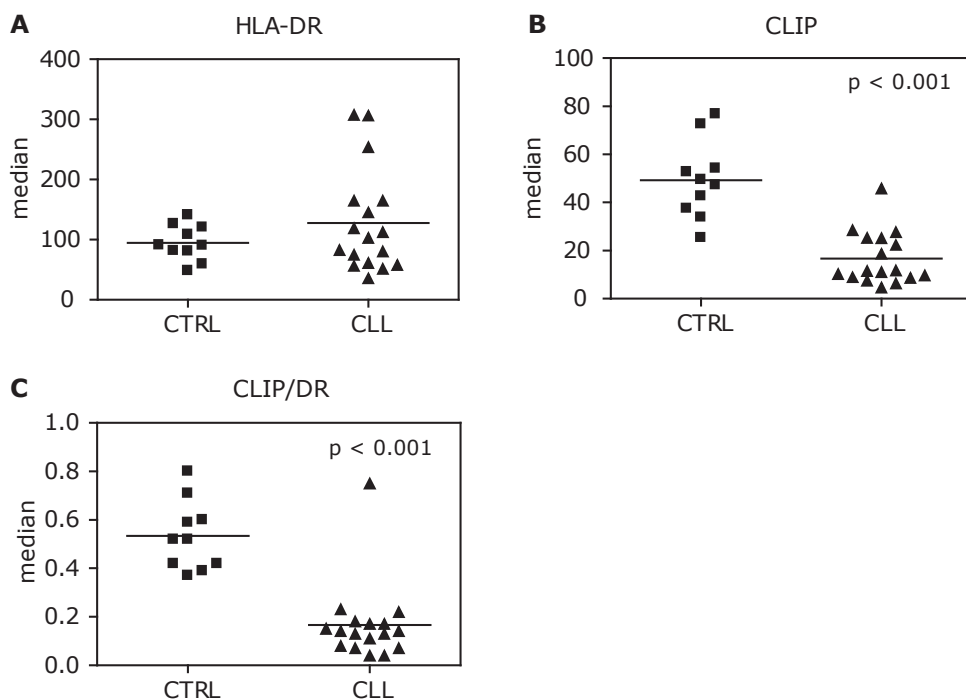 A
HLA-DR
400
300
200
100
0
median
CTRL
CLL
B
CLIP
100
80
60
40
20
0
median
p < 0.001
CTRL
CLL
C
CLIP/DR
1.0
0.8
0.6
0.4
0.2
0.0
median
p < 0.001
CTRL
CLL